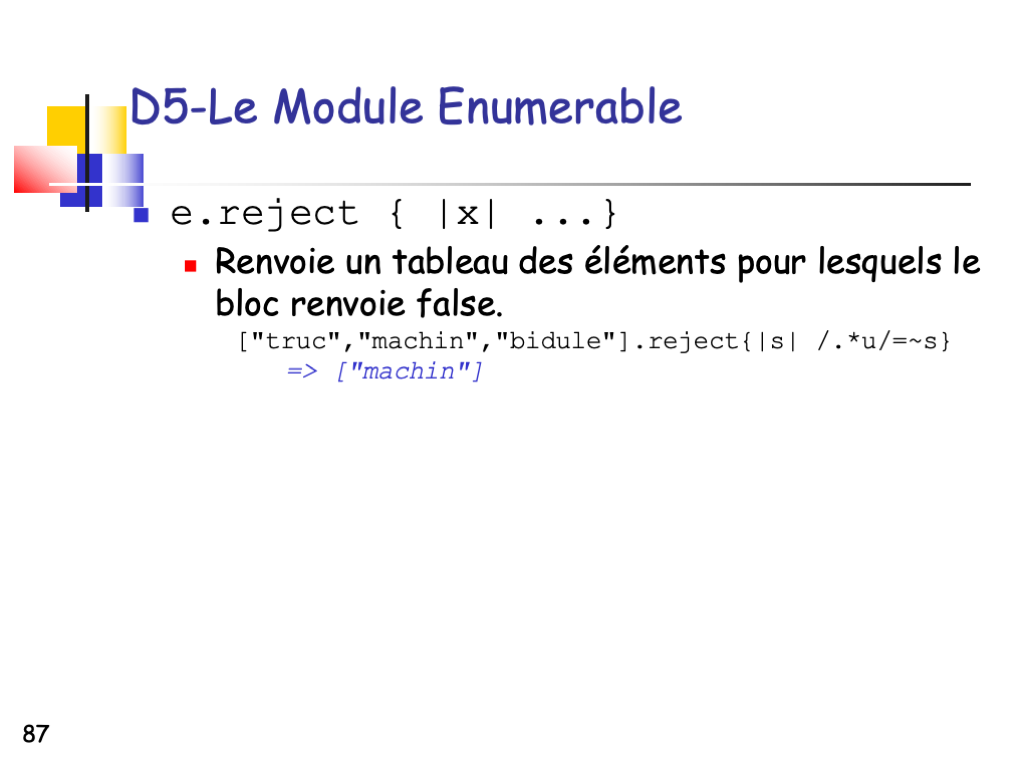 D5-Le Module Enumerable
e.reject { |x| ...}
Renvoie un tableau des éléments pour lesquels le
bloc renvoie false.
["truc","machin","bidule"].reject{|s| /.*u/=~s}
=> ["machin"]
87